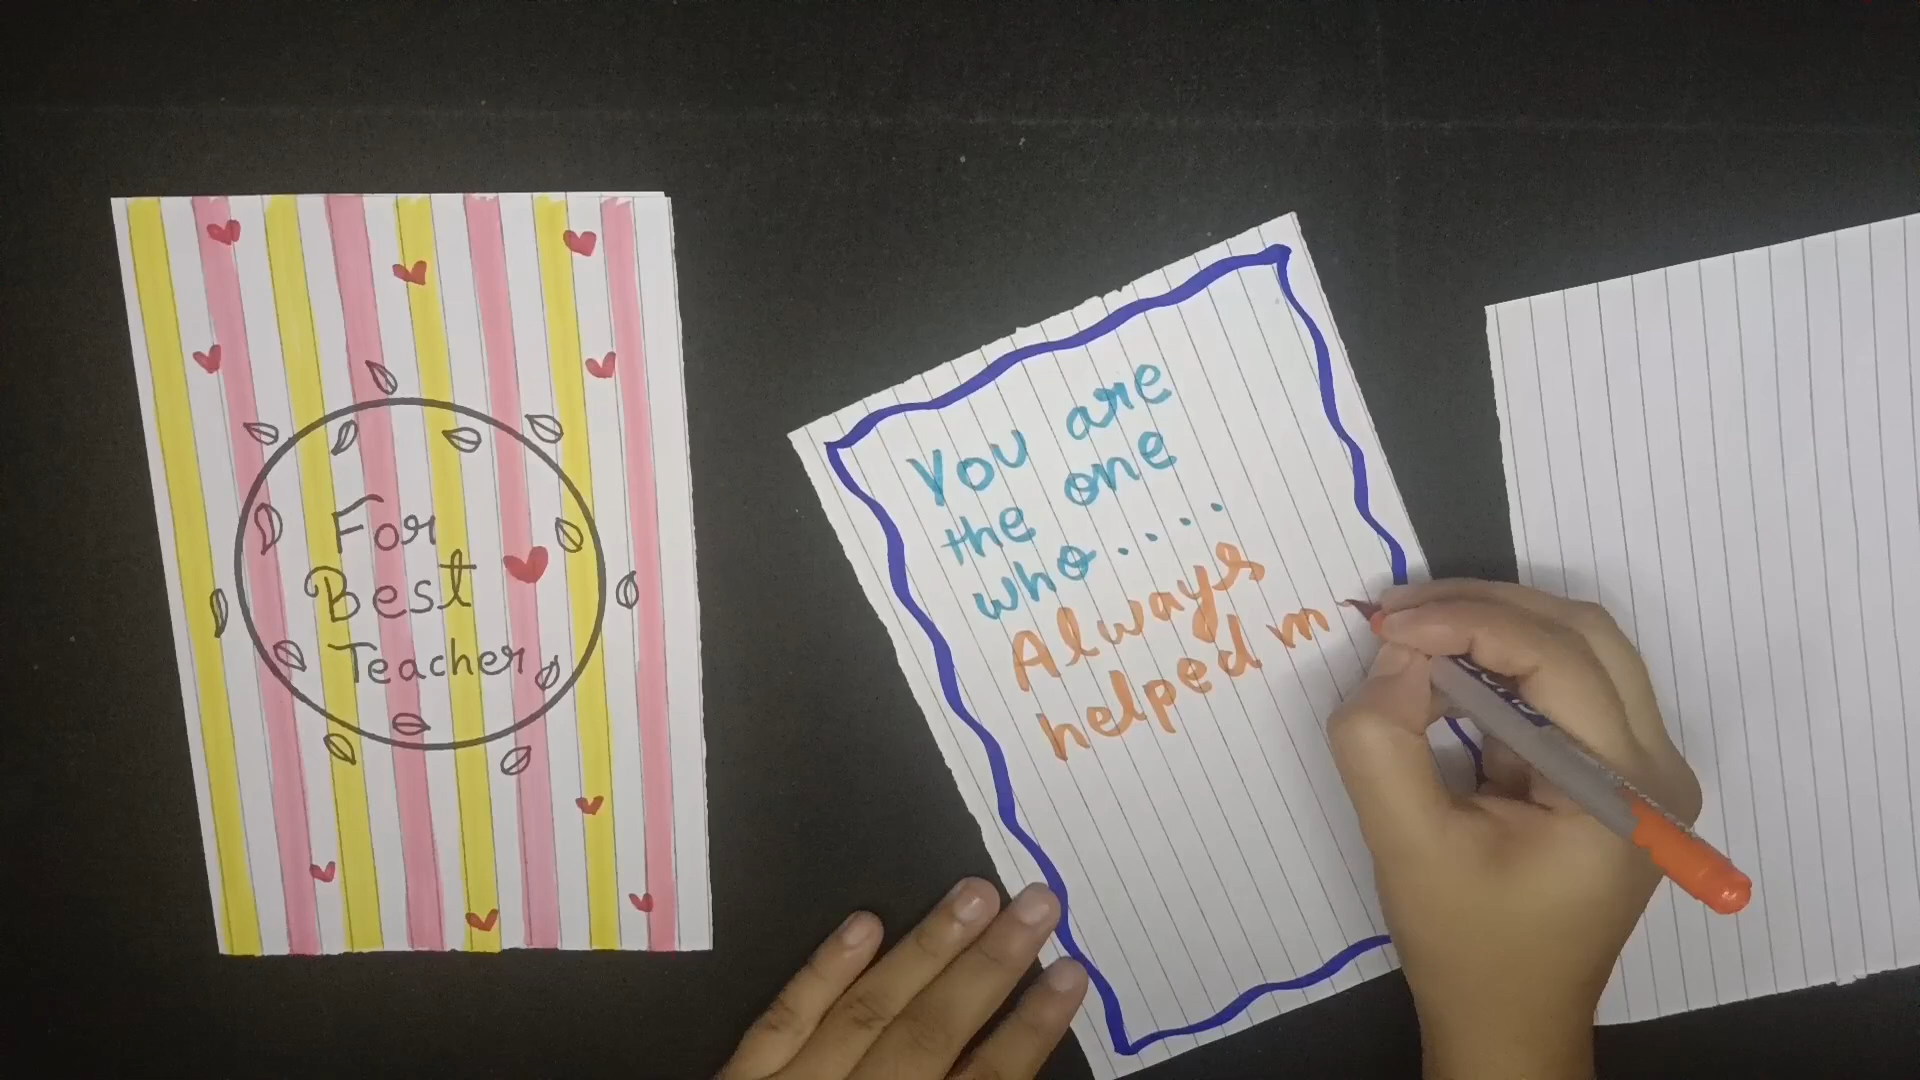 For
Best
Teacher
You are
the one
who.....
Always
helped m